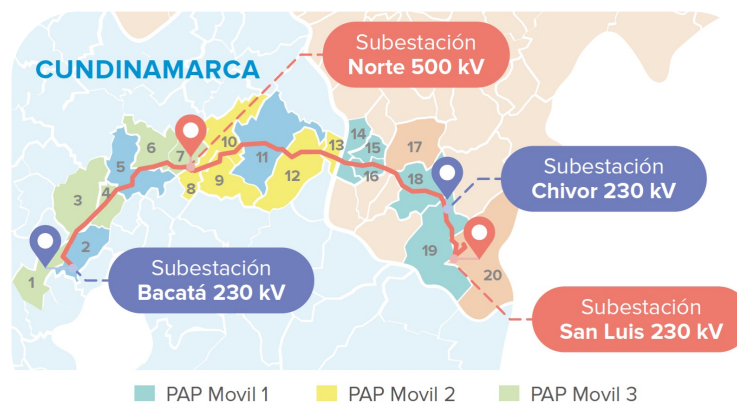 Subestación
Norte 500 kV
CUNDINAMARCA
14
10
6
15
13
17
7
5
11
16
Subestación
Chivor 230 kV
12
18
9
8
4
3
2
19
20
1
Subestación
Bacatá 230 kV
Subestación
San Luis 230 kV
PAP Movil 1
PAP Movil 2
PAP Movil 3